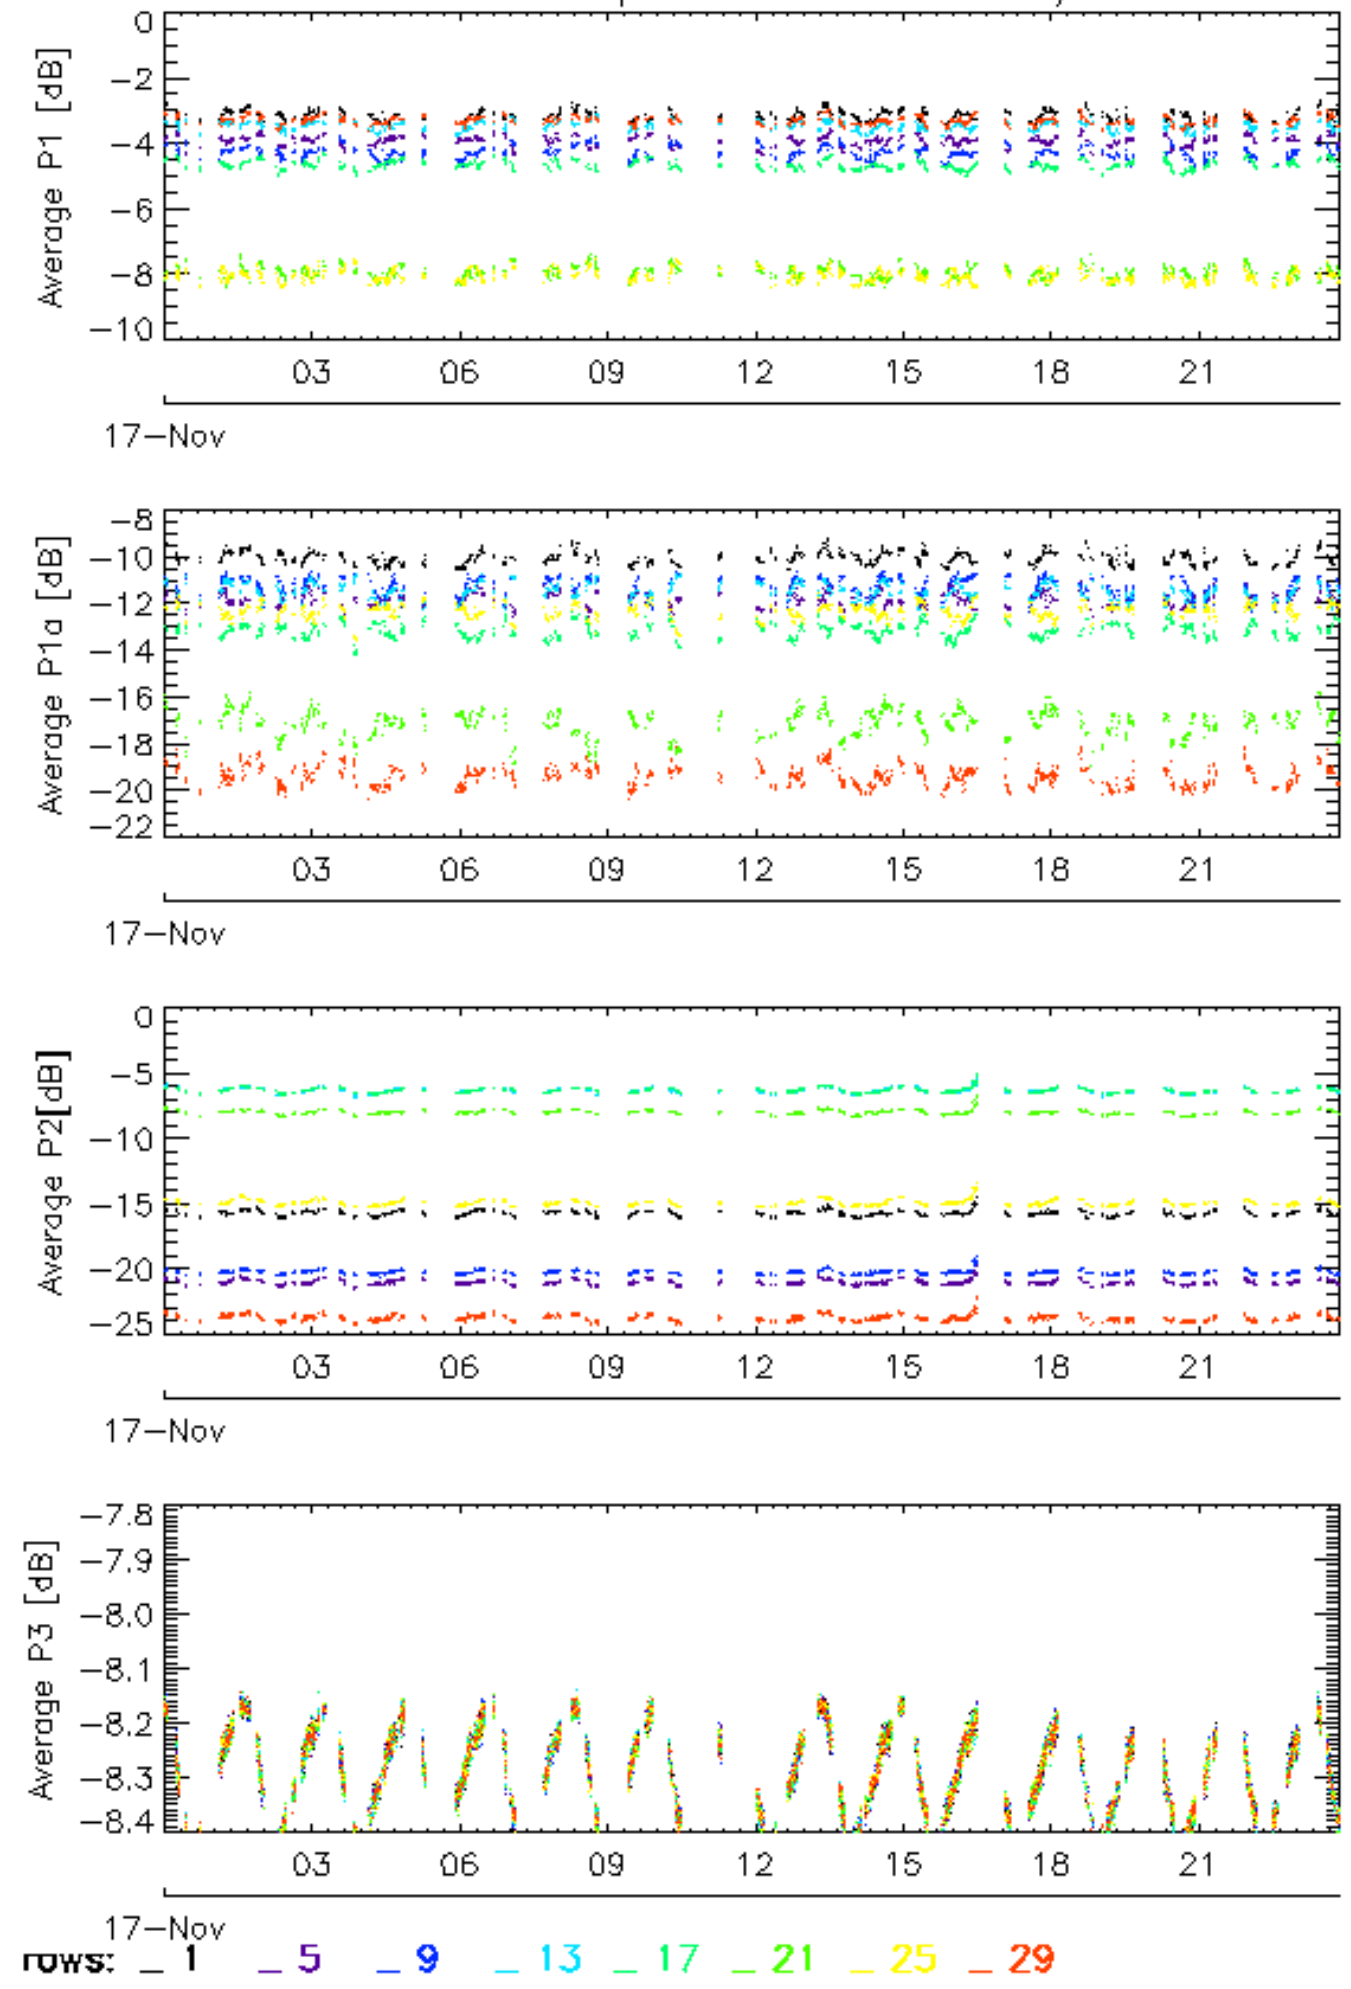 Average P1 [dB]
0
−2
−4
−6
−8
−10
03 06 09 12 15 18 21
17−Nov
Average P1a [dB]
−8
−10
−12
−14
−16
−18
−20
−22
03 06 09 12 15 18 21
17−Nov
Average P2[dB]
0
−5
−10
−15
−20
−25
03 06 09 12 15 18 21
17−Nov
Average P3 [dB]
−7.8
−7.9
−8.0
−8.1
−8.2
−8.3
−8.4
03 06 09 12 15 18 21
17−Nov
rows: _ 1 _ 5 _ 9 _ 13 _ 17 _ 21 _ 25 _ 29